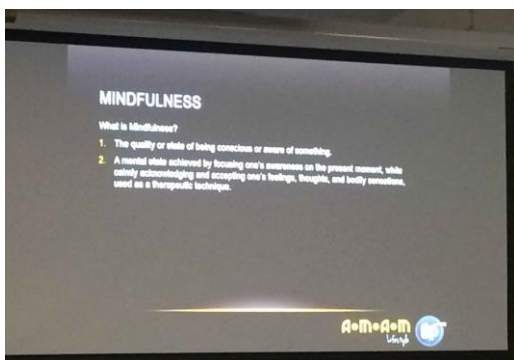 MINDFULNESS
What is Mindfulness?
1. The quality or state of being conscious or aware of something.
2. A mental state achieved by focusing one's awareness on the present moment, while
calmly acknowledging and accepting one's feelings, thoughts, and bodily sensations,
used as a therapeutic technique.
A•M•A•M
Lifestyle